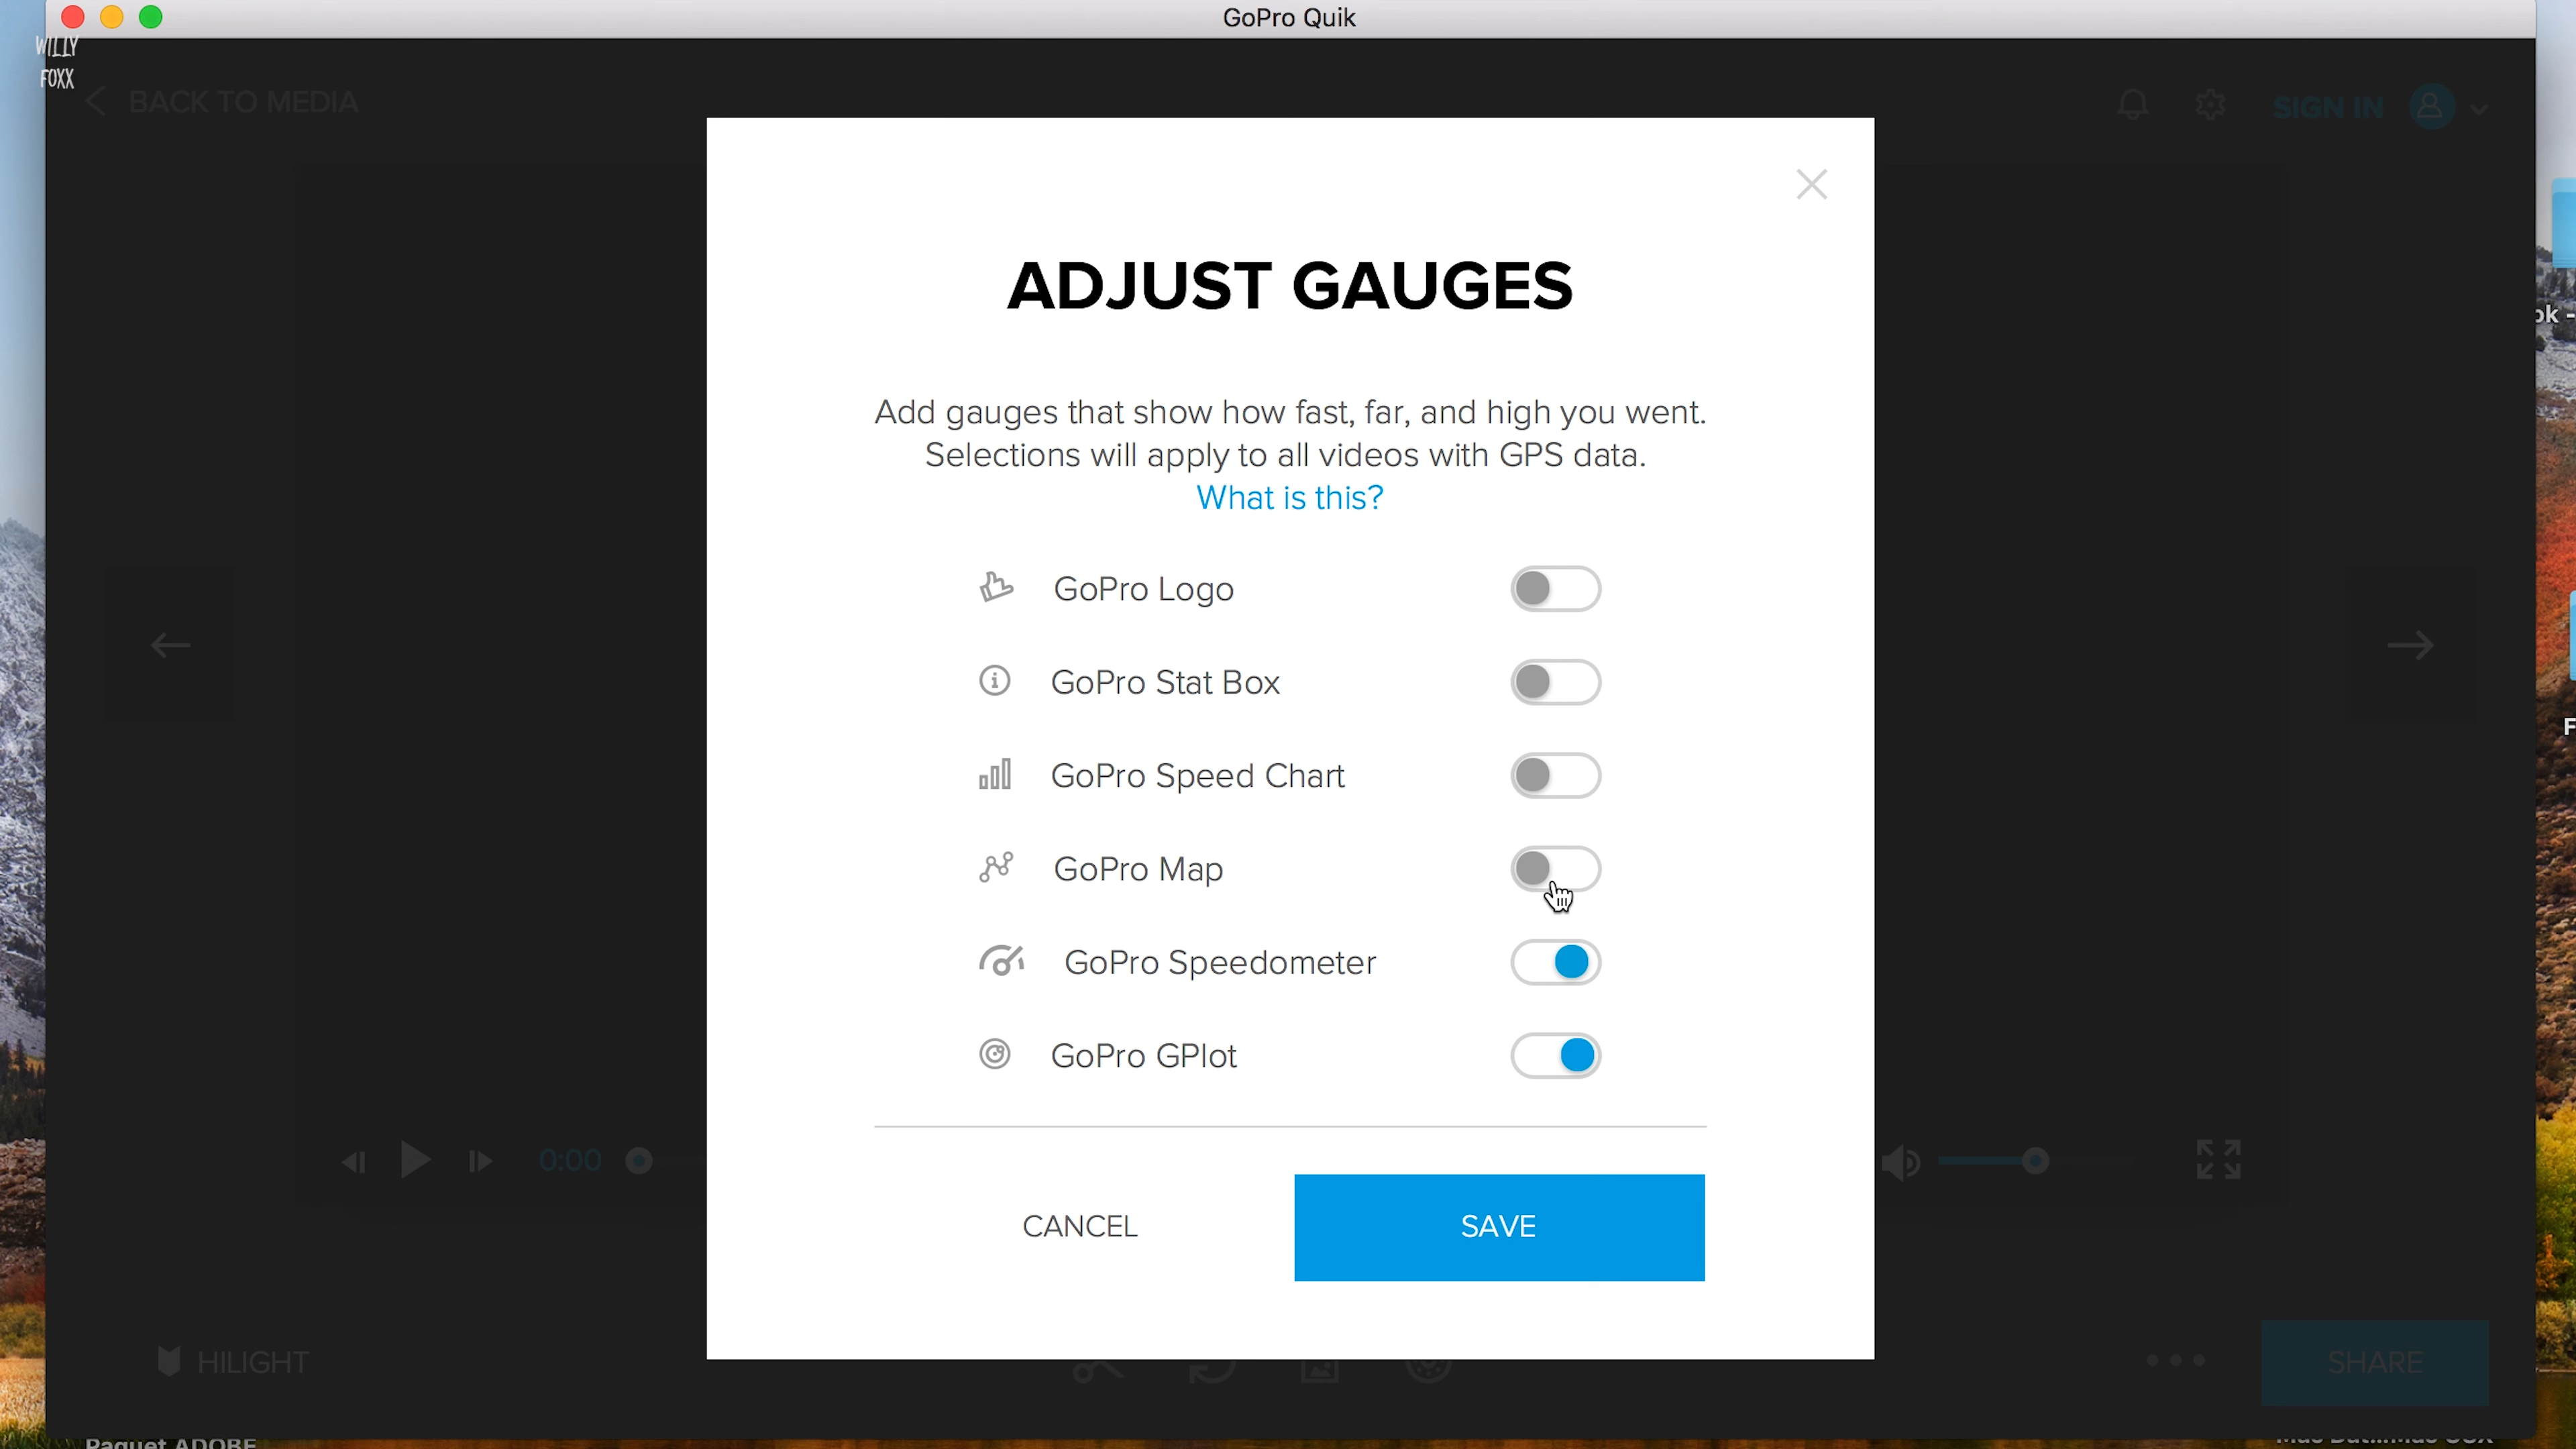 GoPro Quik
WILLY
FOXX
BACK TO MEDIA
SIGN IN
ADJUST GAUGES
Add gauges that show how fast, far, and high you went.
Selections will apply to all videos with GPS data.
What is this?
GoPro Logo
GoPro Stat Box
GoPro Speed Chart
GoPro Map
GoPro Speedometer
GoPro GPlot
0:00
CANCEL
SAVE
HILIGHT
SHARE
Paquet ADOBE